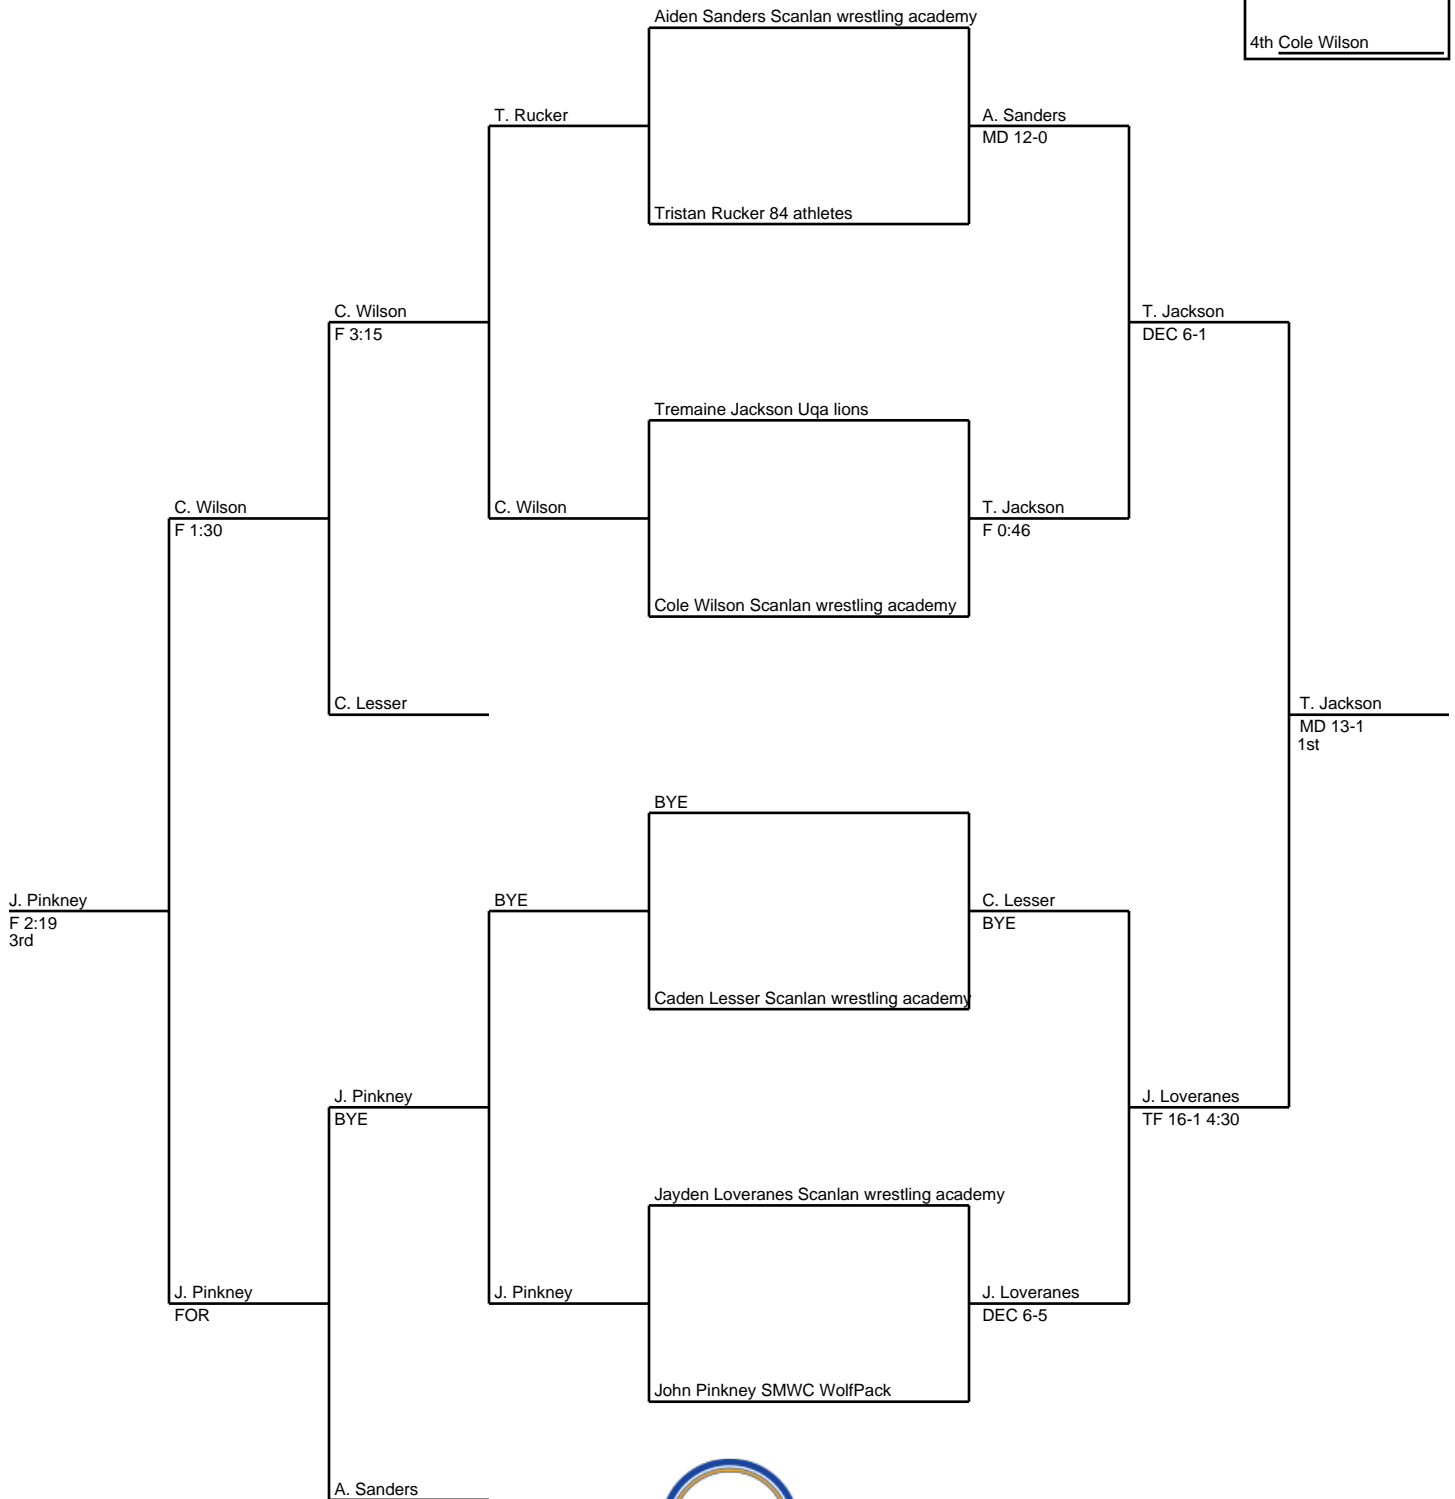 Aiden Sanders Scanlan wrestling academy
4th Cole Wilson
T. Rucker
A. Sanders
MD 12-0
Tristan Rucker 84 athletes
C. Wilson
F 3:15
T. Jackson
DEC 6-1
Tremaine Jackson Uqa lions
C. Wilson
F 1:30
C. Wilson
T. Jackson
F 0:46
Cole Wilson Scanlan wrestling academy
C. Lesser
T. Jackson
MD 13-1
1st
BYE
J. Pinkney
F 2:19
3rd
BYE
C. Lesser
BYE
Caden Lesser Scanlan wrestling academy
J. Pinkney
BYE
J. Loveranes
TF 16-1 4:30
Jayden Loveranes Scanlan wrestling academy
J. Pinkney
FOR
J. Pinkney
J. Loveranes
DEC 6-5
John Pinkney SMWC WolfPack
A. Sanders